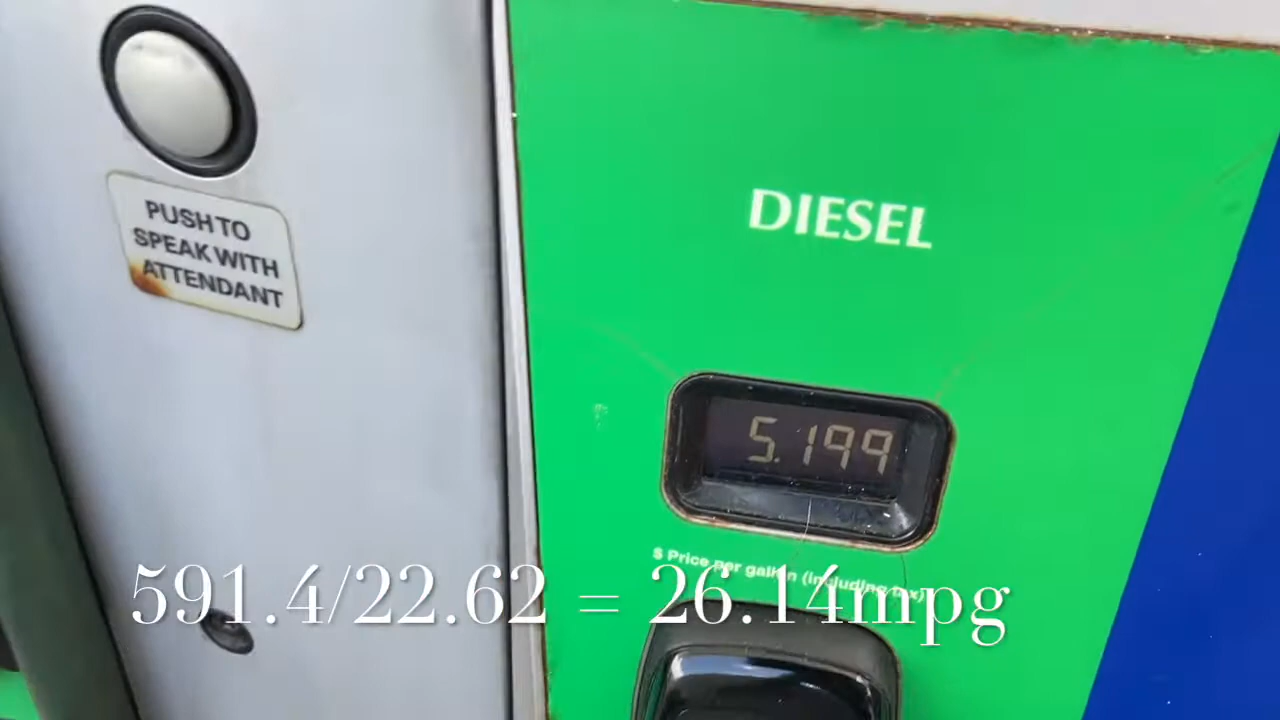 PUSH TO
SPEAK WITH
ATTENDANT
DIESEL
5.199
$ Price per gallon (including tax)
591.4/22.62 = 26.14mpg